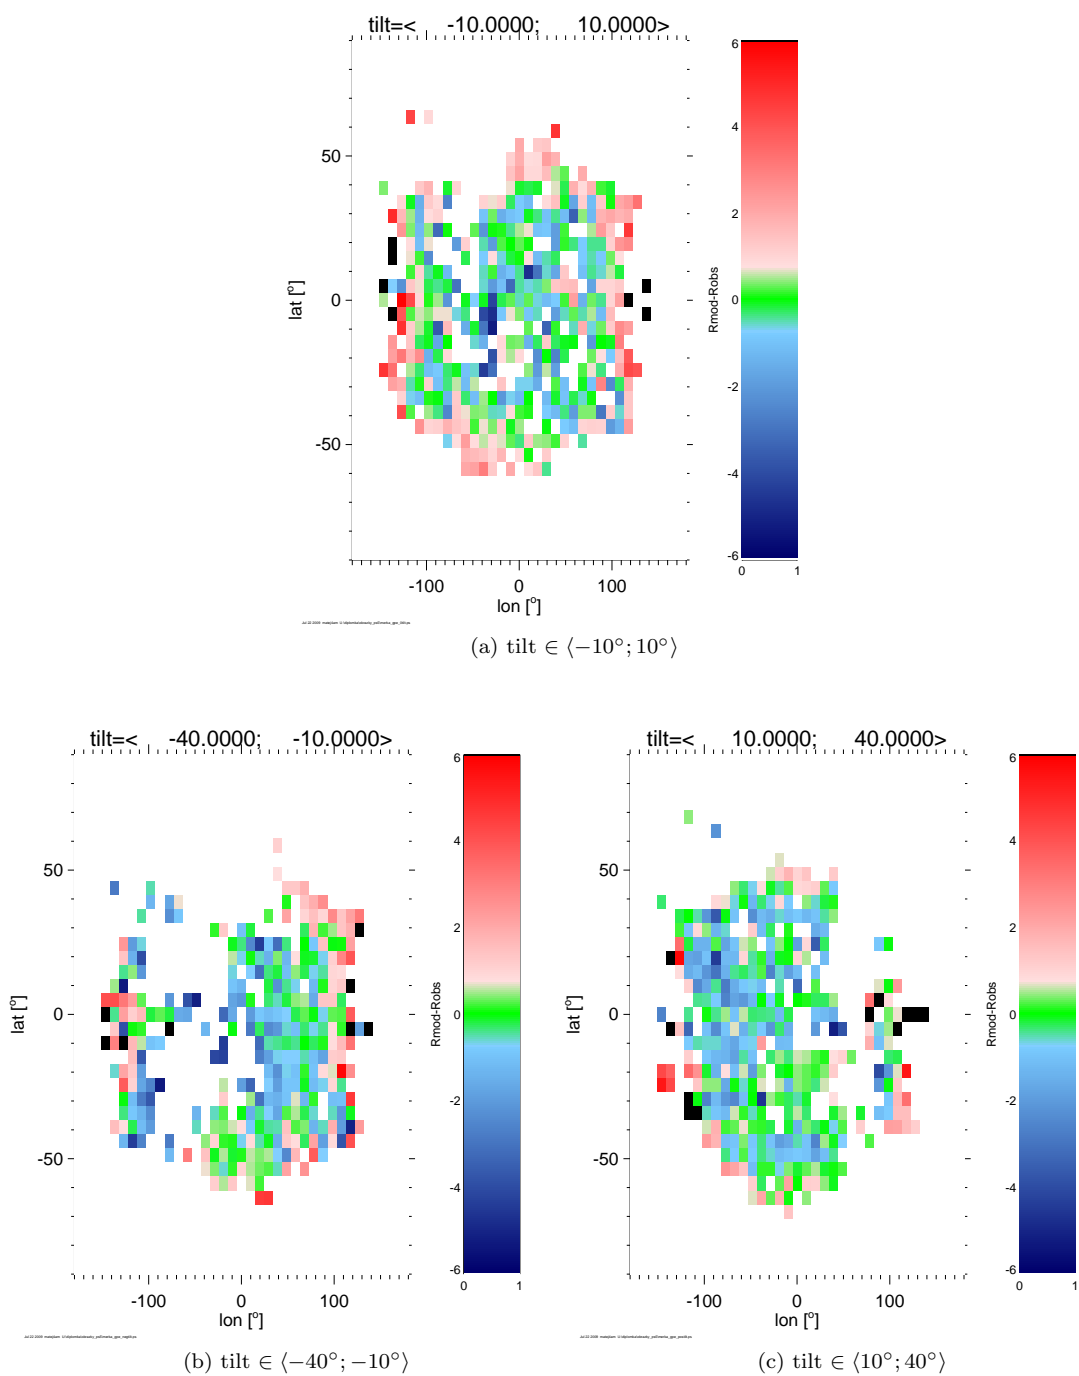 tilt=< -10.0000; 10.0000>
50
0
-50
lat [°]
-100 0 100
lon [°]
6
4
2
0
-2
-4
-6
0 1
Rmod-Robs
(a) tilt ∈ ⟨−10°; 10°⟩
tilt=< -40.0000; -10.0000>
50
0
-50
lat [°]
-100 0 100
lon [°]
6
4
2
0
-2
-4
-6
0 1
Rmod-Robs
(b) tilt ∈ ⟨−40°; −10°⟩
tilt=< 10.0000; 40.0000>
50
0
-50
lat [°]
-100 0 100
lon [°]
6
4
2
0
-2
-4
-6
0 1
Rmod-Robs
(c) tilt ∈ ⟨10°; 40°⟩